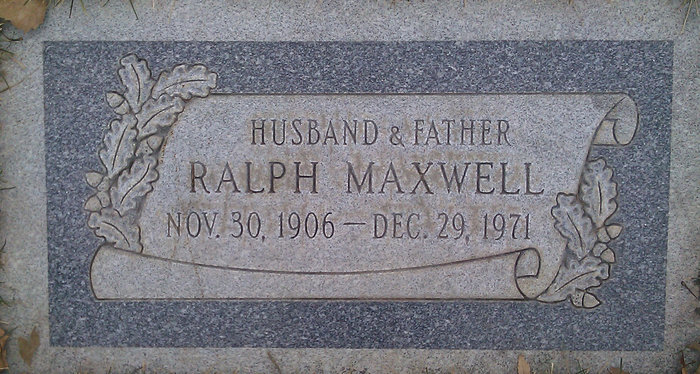 HUSBAND & FATHER
RALPH MAXWELL
NOV. 30, 1906 — DEC. 29, 1971